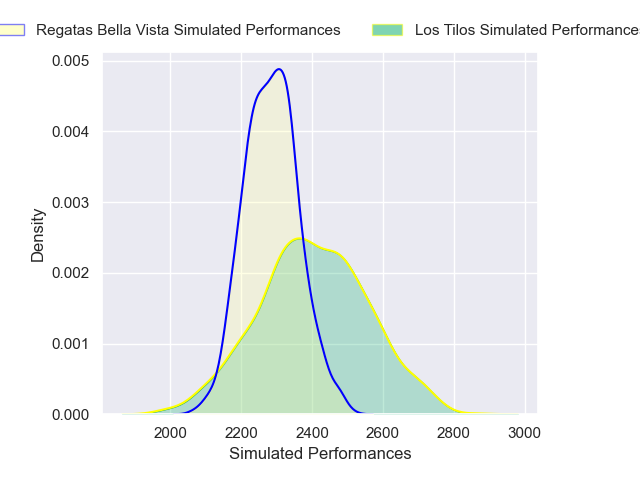 Regatas Bella Vista Simulated Performances
Los Tilos Simulated Performance
0.005
0.004
0.003
0.002
0.001
0.000
Density
2000 2200 2400 2600 2800 3000
Simulated Performances